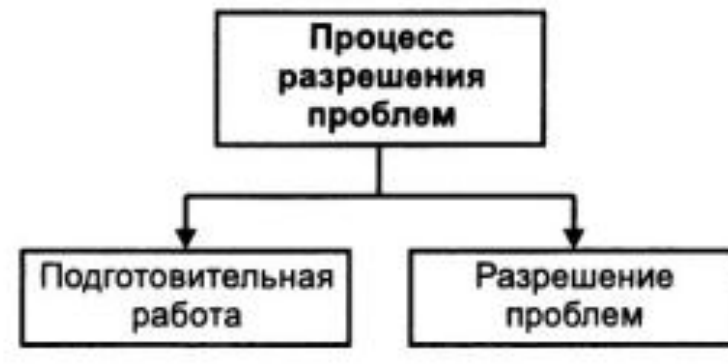 Процесс
разрешения
проблем
Подготовительная
работа
Разрешение
проблем